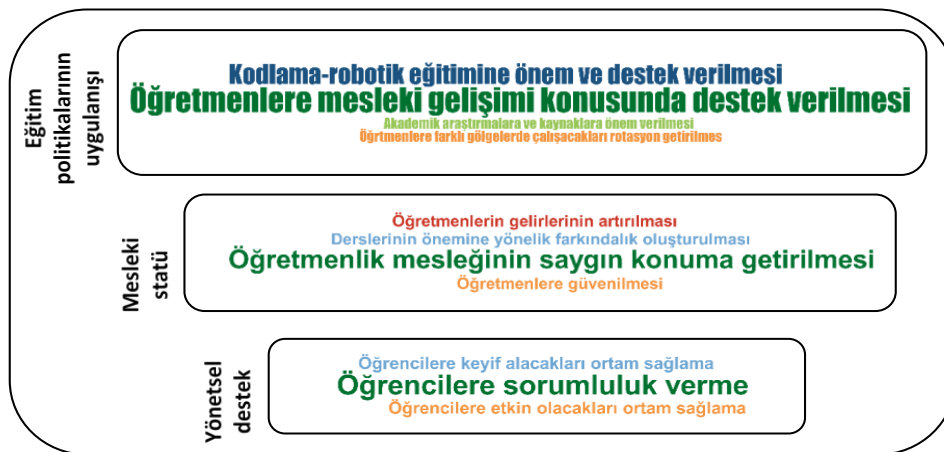 Eğitim
politikalarının
uygulanışı
Kodlama-robotik eğitimine önem ve destek verilmesi
Öğretmenlere mesleki gelişimi konusunda destek verilmesi
Akademik araştırmalara ve kaynaklara önem verilmesi
Öğrtmenlere farklı gölgelerde çalışacakları rotasyon getirilmes
Mesleki
statü
Öğretmenlerin gelirlerinin artırılması
Derslerinin önemine yönelik farkındalık oluşturulması
Öğretmenlik mesleğinin saygın konuma getirilmesi
Öğretmenlere güvenilmesi
Yönetsel
destek
Öğrencilere keyif alacakları ortam sağlama
Öğrencilere sorumluluk verme
Öğrencilere etkin olacakları ortam sağlama